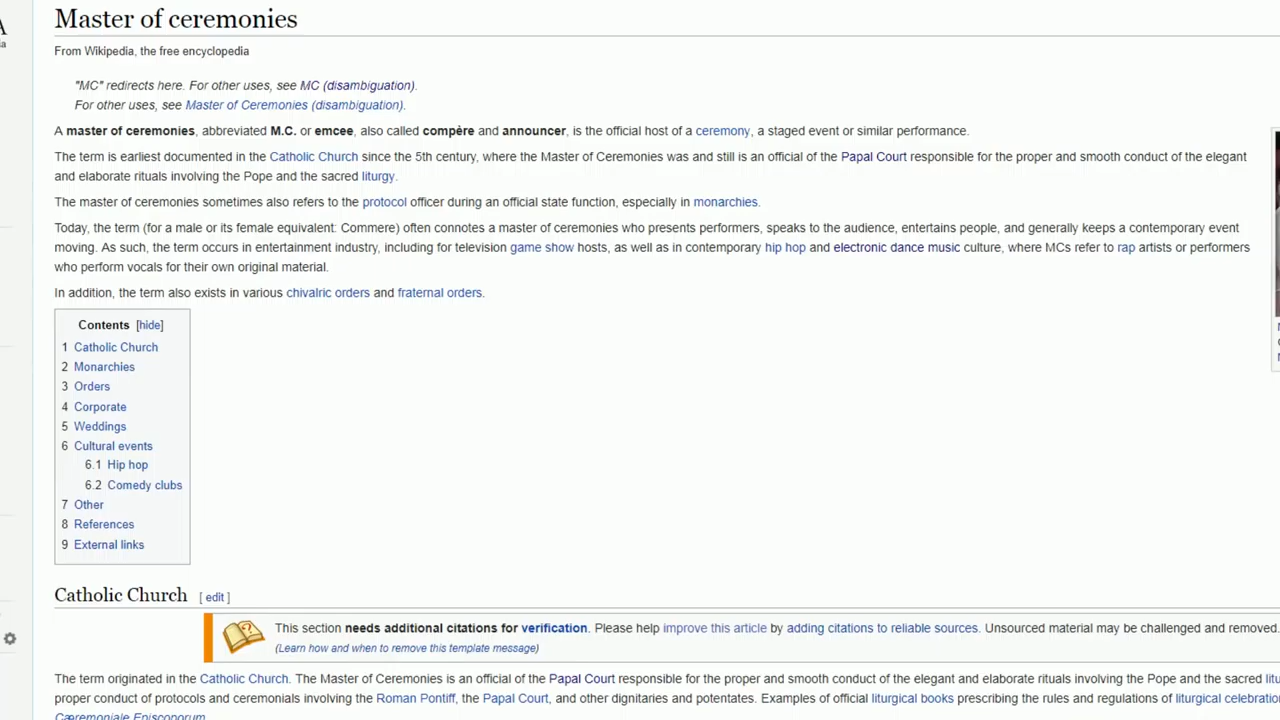 A
ia
Master of ceremonies
From Wikipedia, the free encyclopedia
"MC" redirects here. For other uses, see MC (disambiguation).
For other uses, see Master of Ceremonies (disambiguation).
A master of ceremonies, abbreviated M.C. or emcee, also called compère and announcer, is the official host of a ceremony, a staged event or similar performance.
The term is earliest documented in the Catholic Church since the 5th century, where the Master of Ceremonies was and still is an official of the Papal Court responsible for the proper and smooth conduct of the elegant
and elaborate rituals involving the Pope and the sacred liturgy.
The master of ceremonies sometimes also refers to the protocol officer during an official state function, especially in monarchies.
Today, the term (for a male or its female equivalent: Commere) often connotes a master of ceremonies who presents performers, speaks to the audience, entertains people, and generally keeps a contemporary event
moving. As such, the term occurs in entertainment industry, including for television game show hosts, as well as in contemporary hip hop and electronic dance music culture, where MCs refer to rap artists or performers
who perform vocals for their own original material.
In addition, the term also exists in various chivalric orders and fraternal orders.
Contents [hide]
1 Catholic Church
2 Monarchies
3 Orders
4 Corporate
5 Weddings
6 Cultural events
6.1 Hip hop
6.2 Comedy clubs
7 Other
8 References
9 External links
Catholic Church [ edit ]
This section needs additional citations for verification. Please help improve this article by adding citations to reliable sources. Unsourced material may be challenged and removed.
(Learn how and when to remove this template message)
The term originated in the Catholic Church. The Master of Ceremonies is an official of the Papal Court responsible for the proper and smooth conduct of the elegant and elaborate rituals involving the Pope and the sacred litu
proper conduct of protocols and ceremonials involving the Roman Pontiff, the Papal Court, and other dignitaries and potentates. Examples of official liturgical books prescribing the rules and regulations of liturgical celebratio
Cæremoniale Episcoporum